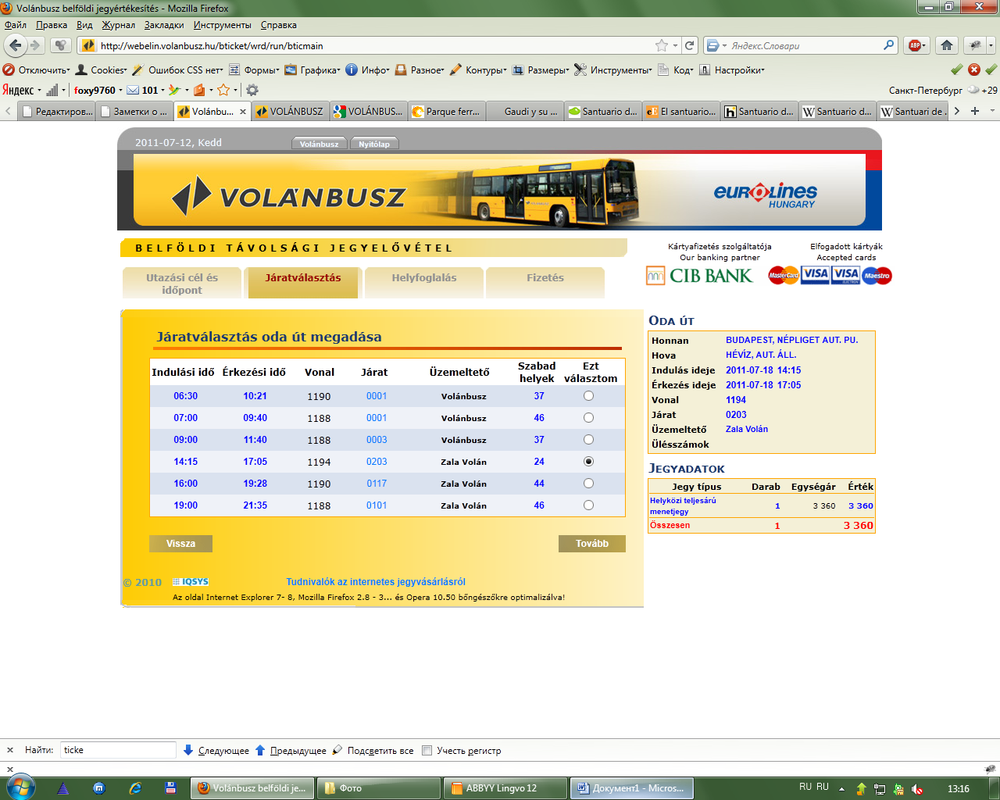 Volánbusz belföldi jegyértékesítés - Mozilla Firefox
Файл Правка Вид Журнал Закладки Инструменты Справка
http://webelin.volanbusz.hu/bticket/wrd/run/bticmain
Яндекс.Словари
ABP
Отключить Cookies Ошибок CSS нет Формы Графика Инфо Разное Контуры Размеры Инструменты Код Настройки
Яндекс foxy9760 101
Санкт-Петербург +29
Редактиров... Заметки о ... Volánbu... VOLÁNBUSZ VOLÁNBUS... Parque ferr... Gaudi y su ... Santuario d... El santuario... Santuario d... Santuario d... Santuari de ...
2011-07-12, Kedd Volánbusz Nyitólap
VOLÁNBUSZ
EUROLINES
HUNGARY
BELFÖLDI TÁVOLSÁGI JEGYELŐVÉTEL
Kártyafizetés szolgáltatója Elfogadott kártyák
Our banking partner Accepted cards
CIB BANK MasterCard VISA VISA ELECTRON Maestro
Utazási cél és időpont Járatválasztás Helyfoglalás Fizetés
Járatválasztás oda út megadása
Indulási idő Érkezési idő Vonal Járat Üzemeltető Szabad helyek Ezt választom
06:30 10:21 1190 0001 Volánbusz 37
07:00 09:40 1188 0001 Volánbusz 46
09:00 11:40 1188 0003 Volánbusz 37
14:15 17:05 1194 0203 Zala Volán 24
16:00 19:28 1190 0117 Zala Volán 44
19:00 21:35 1188 0101 Zala Volán 46
Vissza Tovább
© 2010 IQSYS Tudnivalók az internetes jegyvásárlásról
Az oldal Internet Explorer 7- 8, Mozilla Firefox 2.8 - 3... és Opera 10.50 böngészőkre optimalizálva!
Oda út
Honnan BUDAPEST, NÉPLIGET AUT. PU.
Hova HÉVÍZ, AUT. ÁLL.
Indulás ideje 2011-07-18 14:15
Érkezés ideje 2011-07-18 17:05
Vonal 1194
Járat 0203
Üzemeltető Zala Volán
Ülésszámok
Jegyadatok
Jegy típus Darab Egységár Érték
Helyközi teljesárú menetjegy 1 3 360 3 360
Összesen 1 3 360
Найти: ticke Следующее Предыдущее Подсветить все Учесть регистр
Volánbusz belföldi je... Фото ABBYY Lingvo 12 Документ1 - Micros... RU RU 13:16